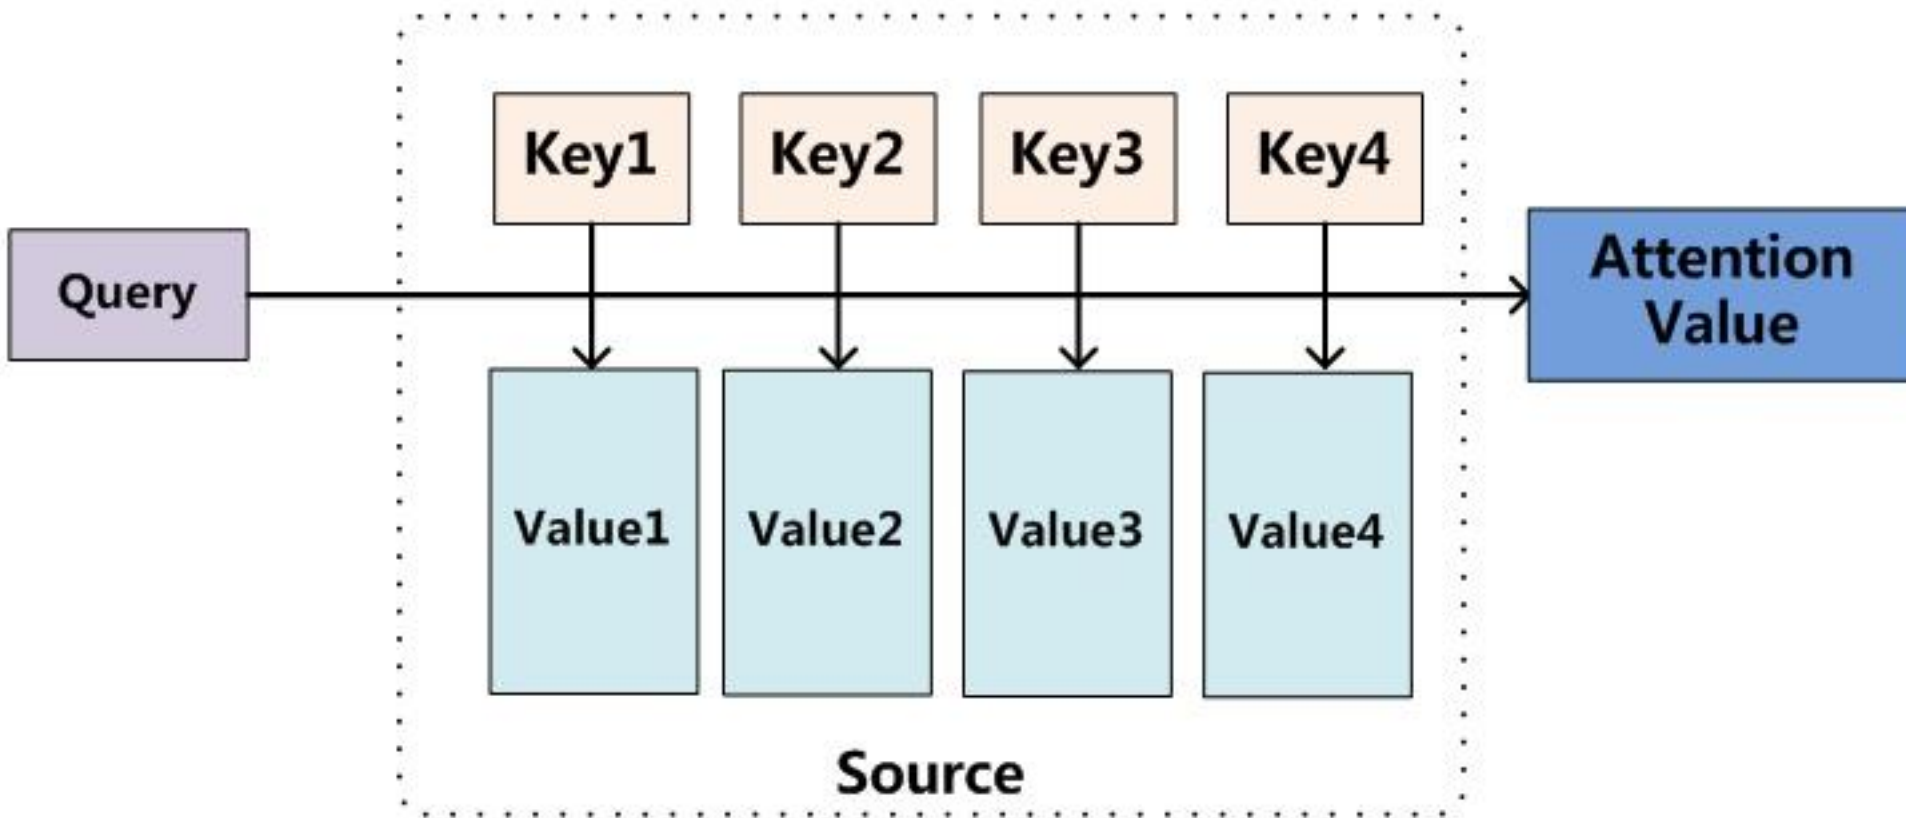 Key1 Key2 Key3 Key4
Query
Attention
Value
Value1 Value2 Value3 Value4
Source